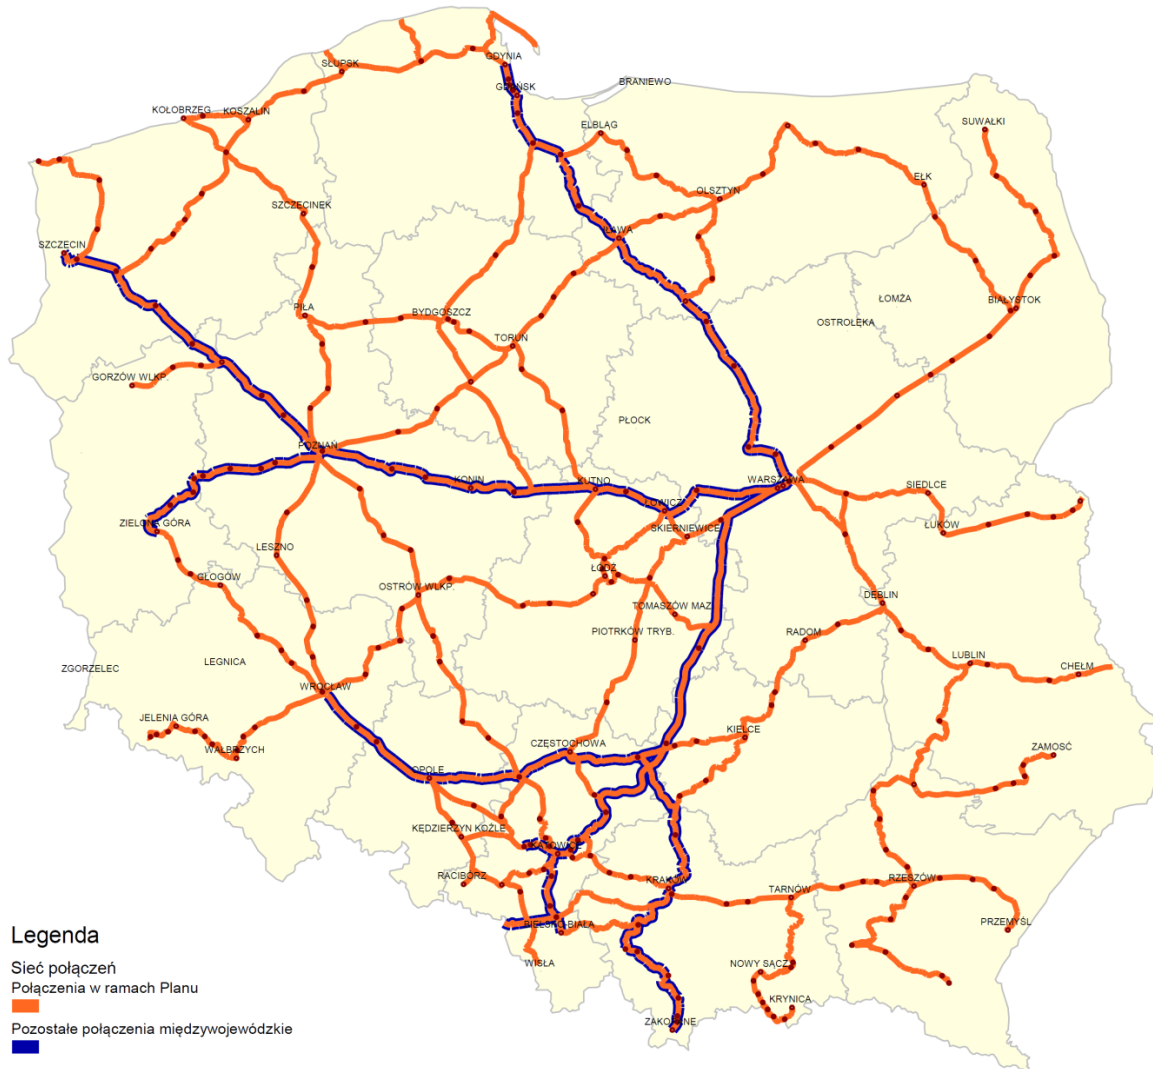 GDYNIA
SŁUPSK
GDAŃSK
BRANIEWO
KOŁOBRZEG
KOSZALIN
ELBLĄG
SUWAŁKI
EŁK
OLSZTYN
SZCZECINEK
IŁAWA
SZCZECIN
ŁOMŻA
BIAŁYSTOK
PIŁA
BYDGOSZCZ
OSTROŁĘKA
TORUŃ
GORZÓW WLKP.
PŁOCK
POZNAŃ
KONIN
KUTNO
WARSZAWA
SIEDLCE
ŁOWICZ
ZIELONA GÓRA
SKIERNIEWICE
ŁUKÓW
LESZNO
ŁÓDŹ
GŁOGÓW
OSTRÓW WLKP.
DĘBLIN
TOMASZÓW MAZ.
PIOTRKÓW TRYB.
RADOM
LUBLIN
ZGORZELEC
LEGNICA
CHEŁM
WROCŁAW
JELENIA GÓRA
KIELCE
WAŁBRZYCH
CZĘSTOCHOWA
ZAMOŚĆ
OPOLE
KĘDZIERZYN KOŹLE
KATOWICE
RACIBÓRZ
KRAKÓW
TARNÓW
RZESZÓW
BIELSKO-BIAŁA
PRZEMYŚL
WISŁA
NOWY SĄCZ
KRYNICA
ZAKOPANE
Legenda
Sieć połączeń
Połączenia w ramach Planu
Pozostałe połączenia międzywojewódzkie